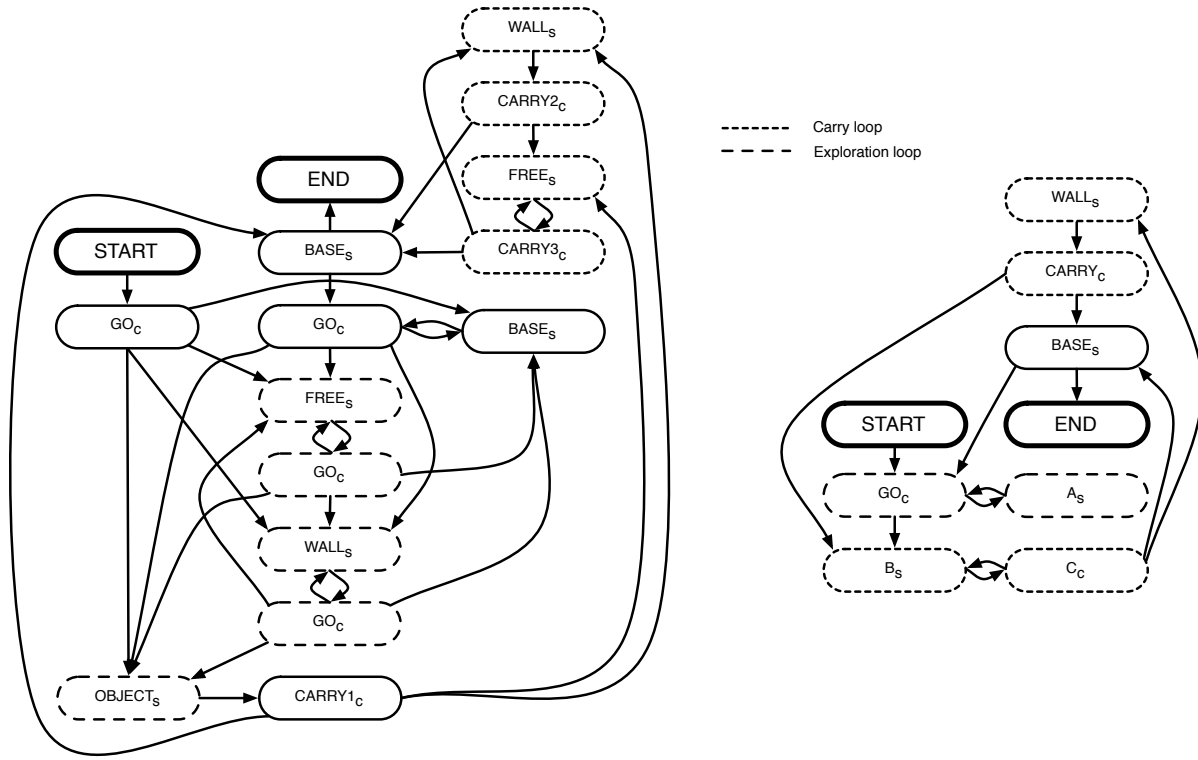 WALLs
CARRY2c
FREEs
CARRY3c
END
BASEs
START
GOc
GOc
BASEs
FREEs
GOc
WALLs
GOc
OBJECTs
CARRY1c
Carry loop
Exploration loop
WALLs
CARRYc
BASEs
START
END
GOc
As
Bs
Cc